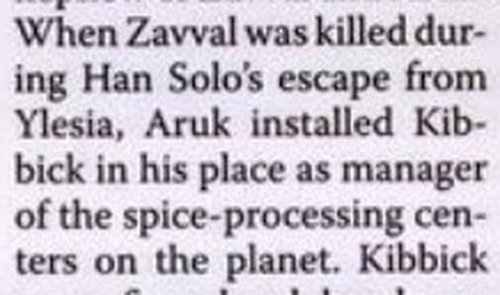 When Zavval was killed dur-
ing Han Solo's escape from
Ylesia, Aruk installed Kib-
bick in his place as manager
of the spice-processing cen-
ters on the planet. Kibbick